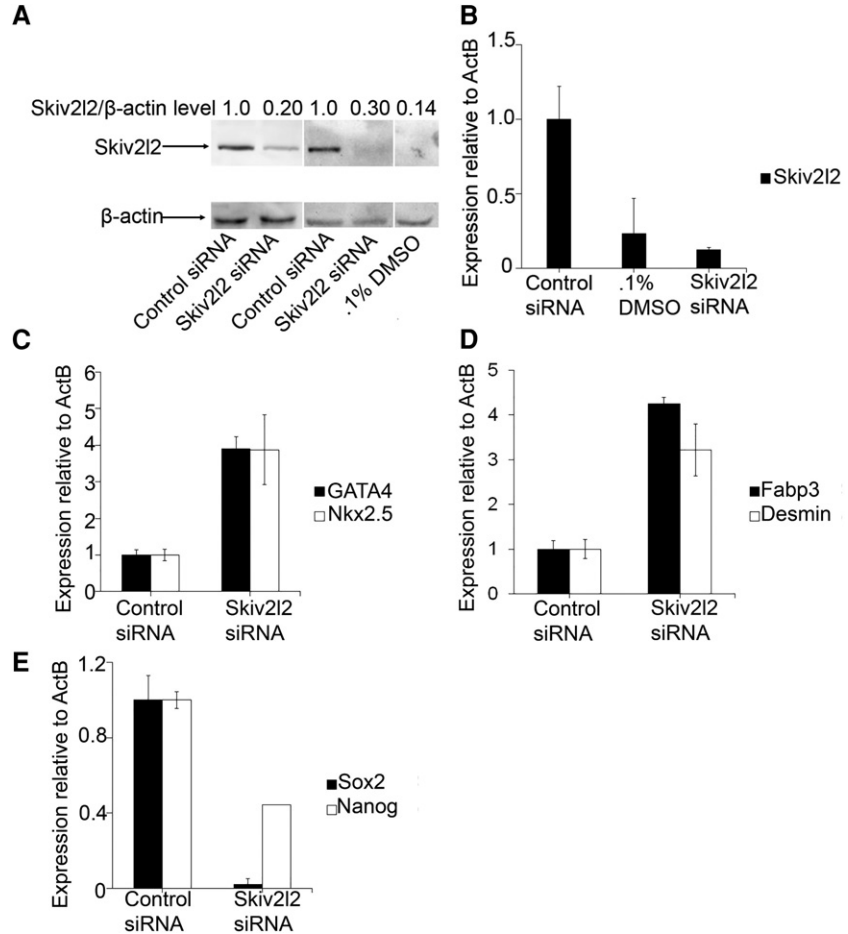 A
Skiv2l2/β-actin level 1.0 0.20 1.0 0.30 0.14
Skiv2l2
β-actin
Control siRNA
Skiv2l2 siRNA
Control siRNA
Skiv2l2 siRNA
.1% DMSO
B
Expression relative to ActB
1.5
1.0
0.5
0
Control
siRNA
.1%
DMSO
Skiv2l2
siRNA
Skiv2l2
C
Expression relative to ActB
6
5
4
3
2
1
0
Control
siRNA
Skiv2l2
siRNA
GATA4
Nkx2.5
D
Expression relative to ActB
5
4
3
2
1
0
Control
siRNA
Skiv2l2
siRNA
Fabp3
Desmin
E
Expression relative to ActB
1.2
0.8
0.4
0
Control
siRNA
Skiv2l2
siRNA
Sox2
Nanog